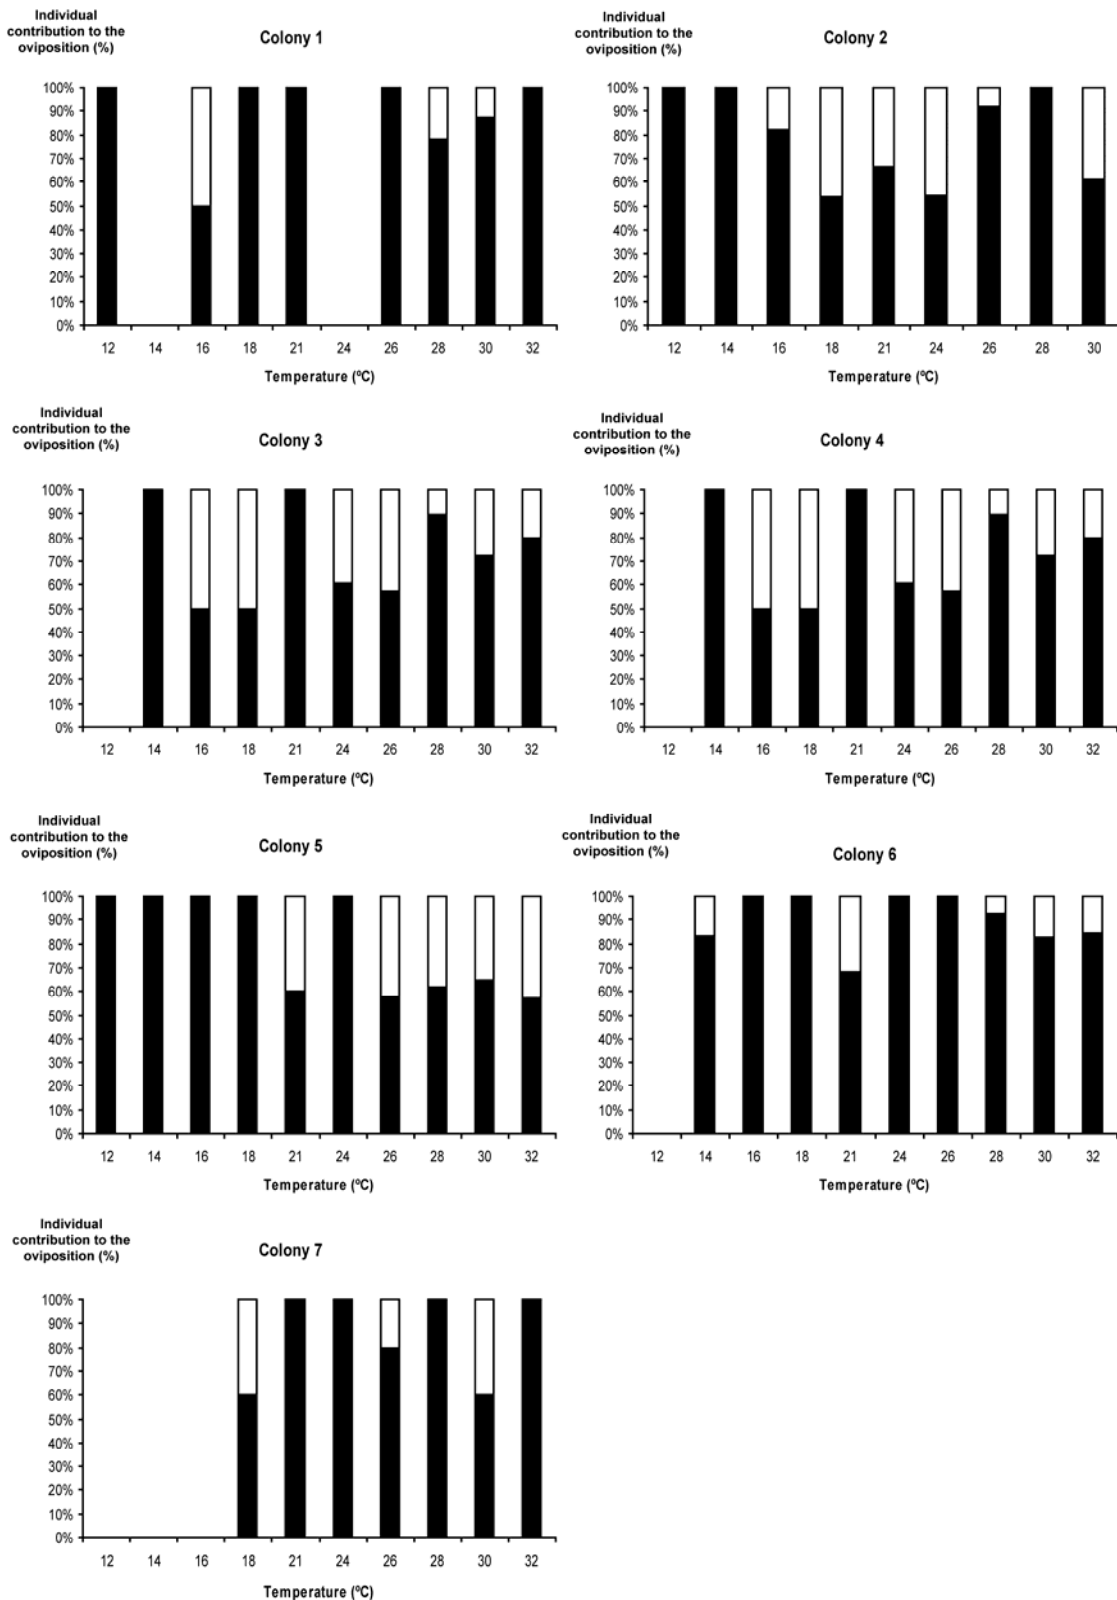 Individual
contribution to the
oviposition (%)
Colony 1
100%
90%
80%
70%
60%
50%
40%
30%
20%
10%
0%
12 14 16 18 21 24 26 28 30 32
Temperature (ºC)
Individual
contribution to the
oviposition (%)
Colony 2
100%
90%
80%
70%
60%
50%
40%
30%
20%
10%
0%
12 14 16 18 21 24 26 28 30
Temperature (ºC)
Individual
contribution to the
oviposition (%)
Colony 3
100%
90%
80%
70%
60%
50%
40%
30%
20%
10%
0%
12 14 16 18 21 24 26 28 30 32
Temperature (ºC)
Individual
contribution to the
oviposition (%)
Colony 4
100%
90%
80%
70%
60%
50%
40%
30%
20%
10%
0%
12 14 16 18 21 24 26 28 30 32
Temperature (ºC)
Individual
contribution to the
oviposition (%)
Colony 5
100%
90%
80%
70%
60%
50%
40%
30%
20%
10%
0%
12 14 16 18 21 24 26 28 30 32
Temperature (ºC)
Individual
contribution to the
oviposition (%)
Colony 6
100%
90%
80%
70%
60%
50%
40%
30%
20%
10%
0%
12 14 16 18 21 24 26 28 30 32
Temperature (ºC)
Individual
contribution to the
oviposition (%)
Colony 7
100%
90%
80%
70%
60%
50%
40%
30%
20%
10%
0%
12 14 16 18 21 24 26 28 30 32
Temperature (ºC)